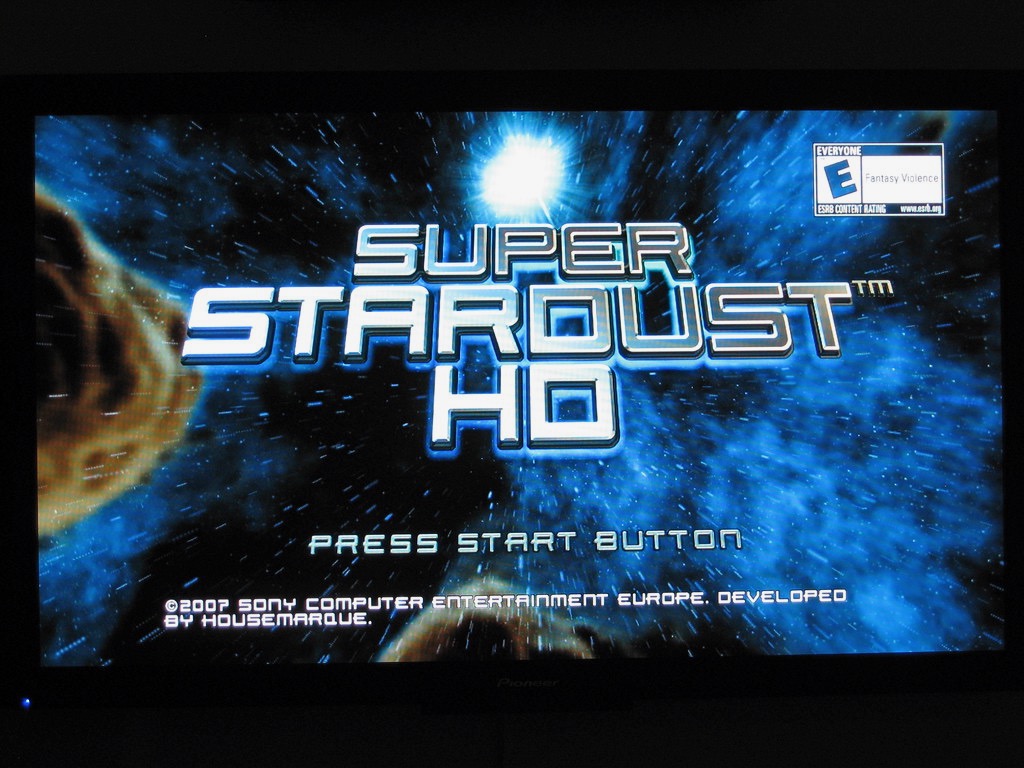 EVERYONE
E
Fantasy Violence
ESRB CONTENT RATING www.esrb.org
SUPER
STARDUST™
HD
PRESS START BUTTON
©2007 SONY COMPUTER ENTERTAINMENT EUROPE. DEVELOPED
BY HOUSEMARQUE.
Pioneer